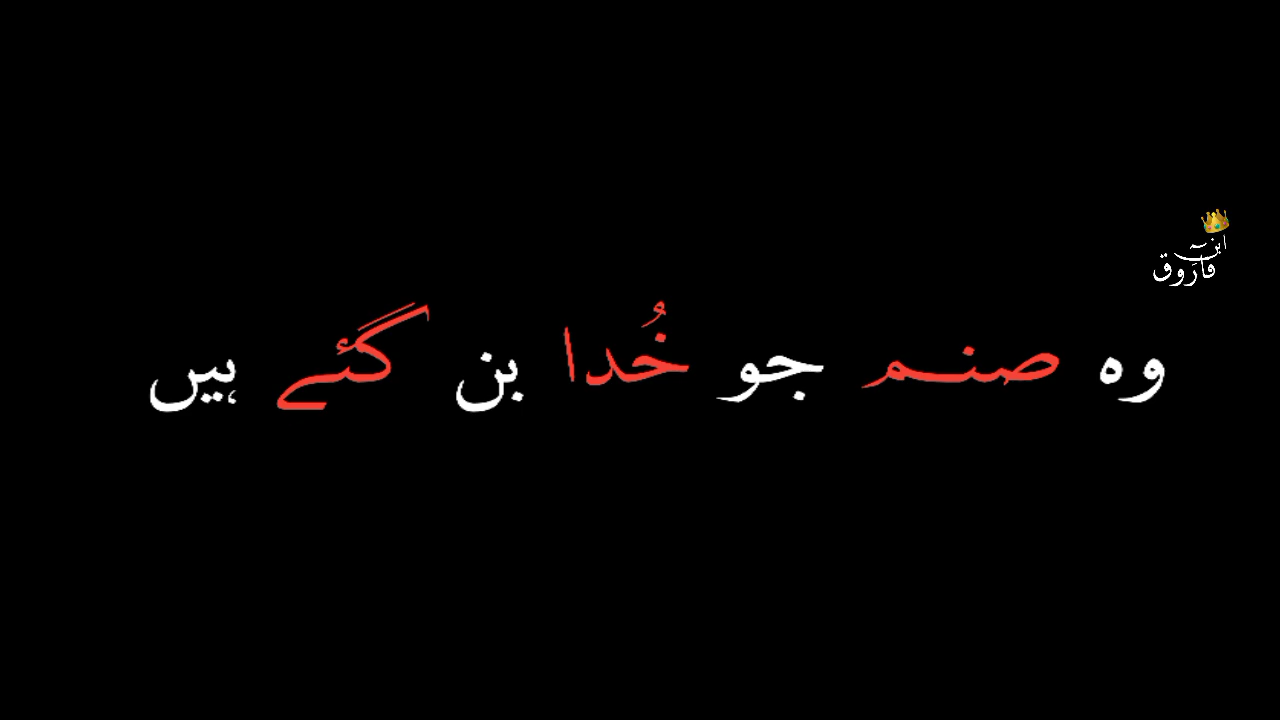 ابن
فاروق
وہ صنم جو خُدا بن گئے ہیں